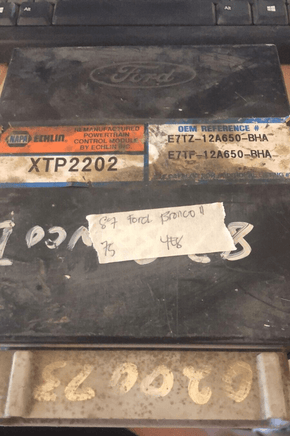 Ford
NAPA ECHLIN
REMANUFACTURED
POWERTRAIN
CONTROL MODULE
BY ECHLIN INC.
XTP2202
OEM REFERENCE #
E7TZ-12A650-BHA
E7TF-12A650-BHA
87 Ford Bronco II
75